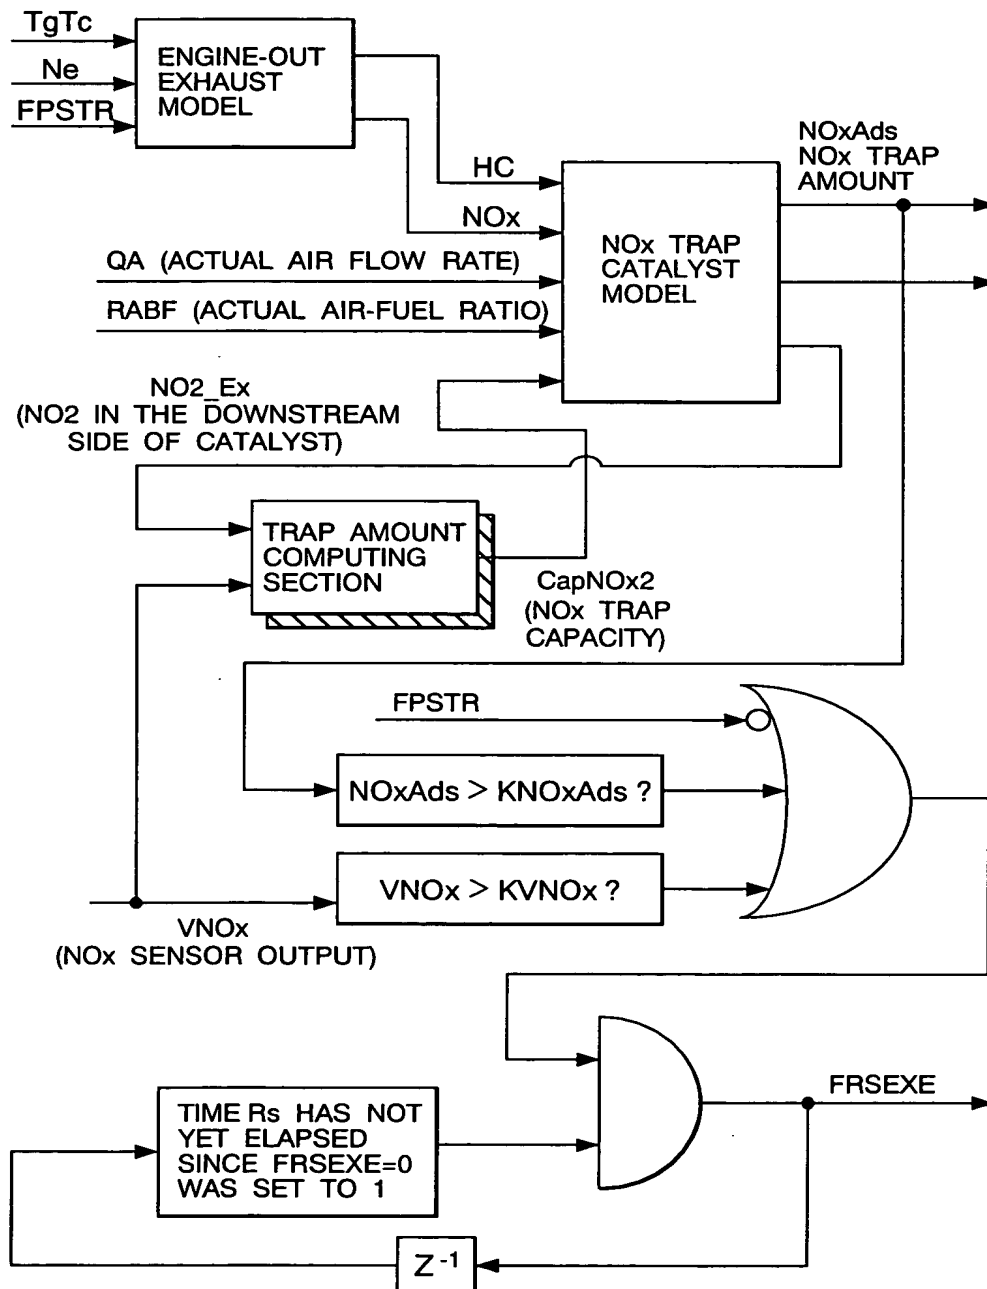 TgTc
Ne
FPSTR
ENGINE-OUT
EXHAUST
MODEL
HC
NOx
QA (ACTUAL AIR FLOW RATE)
RABF (ACTUAL AIR-FUEL RATIO)
NOx TRAP
CATALYST
MODEL
NOxAds
NOx TRAP
AMOUNT
NO2_Ex
(NO2 IN THE DOWNSTREAM
SIDE OF CATALYST)
TRAP AMOUNT
COMPUTING
SECTION
CapNOx2
(NOx TRAP
CAPACITY)
FPSTR
NOxAds > KNOxAds ?
VNOx > KVNOx ?
VNOx
(NOx SENSOR OUTPUT)
FRSEXE
TIME Rs HAS NOT
YET ELAPSED
SINCE FRSEXE=0
WAS SET TO 1
Z⁻¹